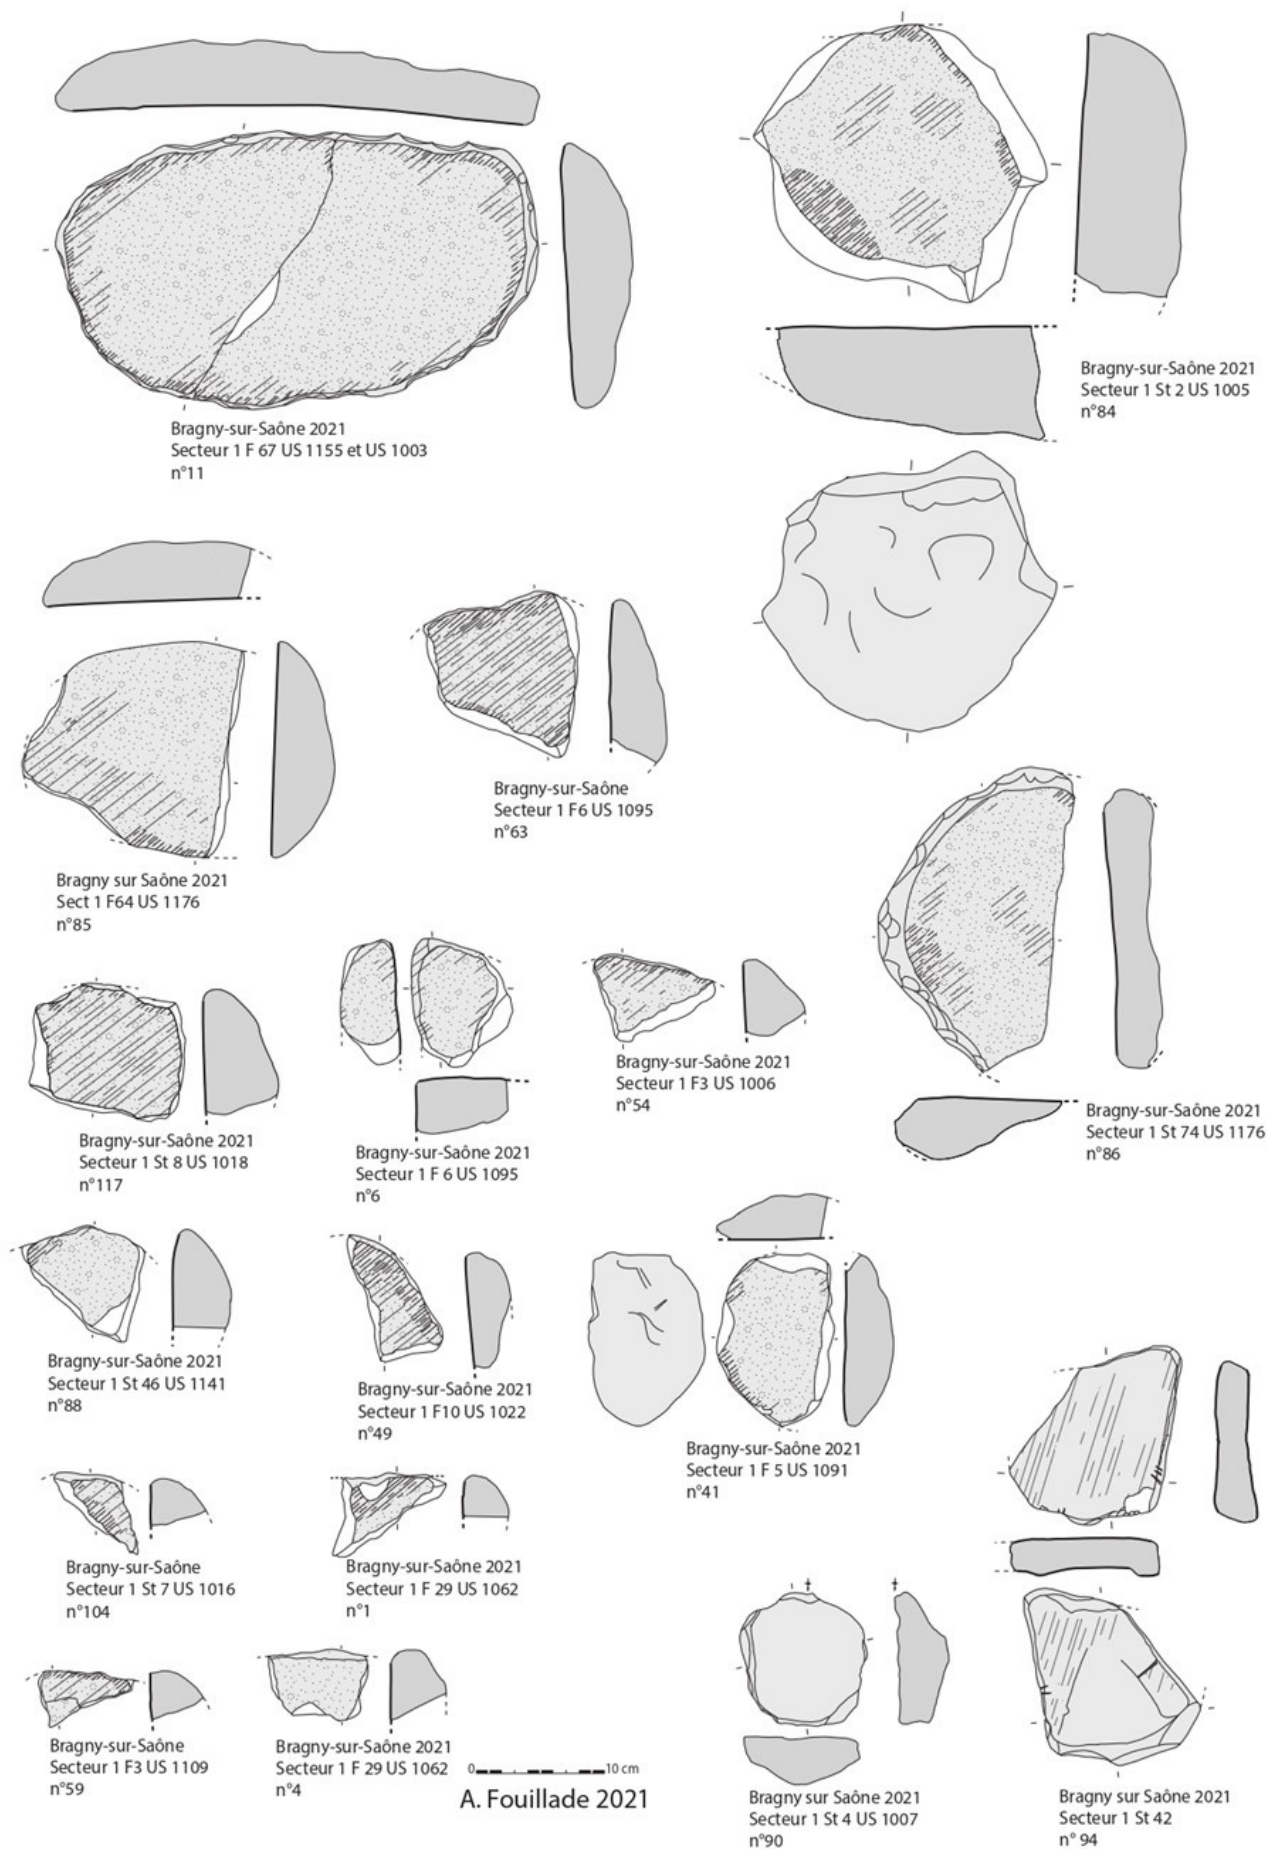 Bragny-sur-Saône 2021
Secteur 1 F 67 US 1155 et US 1003
n°11
Bragny-sur-Saône 2021
Secteur 1 St 2 US 1005
n°84
Bragny-sur-Saône
Secteur 1 F6 US 1095
n°63
Bragny sur Saône 2021
Sect 1 F64 US 1176
n°85
Bragny-sur-Saône 2021
Secteur 1 F3 US 1006
n°54
Bragny-sur-Saône 2021
Secteur 1 St 74 US 1176
n°86
Bragny-sur-Saône 2021
Secteur 1 St 8 US 1018
n°117
Bragny-sur-Saône 2021
Secteur 1 F 6 US 1095
n°6
Bragny-sur-Saône 2021
Secteur 1 St 46 US 1141
n°88
Bragny-sur-Saône 2021
Secteur 1 F10 US 1022
n°49
Bragny-sur-Saône 2021
Secteur 1 F 5 US 1091
n°41
Bragny-sur-Saône
Secteur 1 St 7 US 1016
n°104
Bragny-sur-Saône 2021
Secteur 1 F 29 US 1062
n°1
Bragny-sur-Saône
Secteur 1 F3 US 1109
n°59
Bragny-sur-Saône 2021
Secteur 1 F 29 US 1062
n°4
0 10 cm
A. Fouillade 2021
Bragny sur Saône 2021
Secteur 1 St 4 US 1007
n°90
Bragny sur Saône 2021
Secteur 1 St 42
n° 94